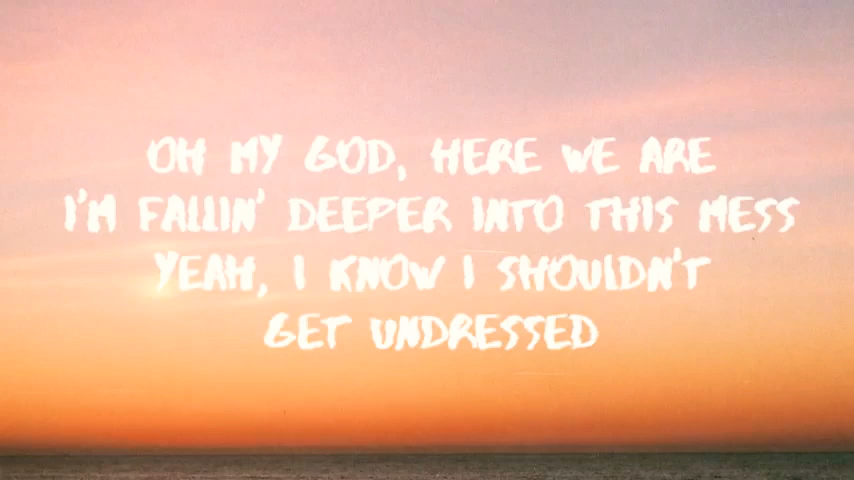 OH MY GOD, HERE WE ARE
I'M FALLIN' DEEPER INTO THIS MESS
YEAH, I KNOW I SHOULDN'T
GET UNDRESSED